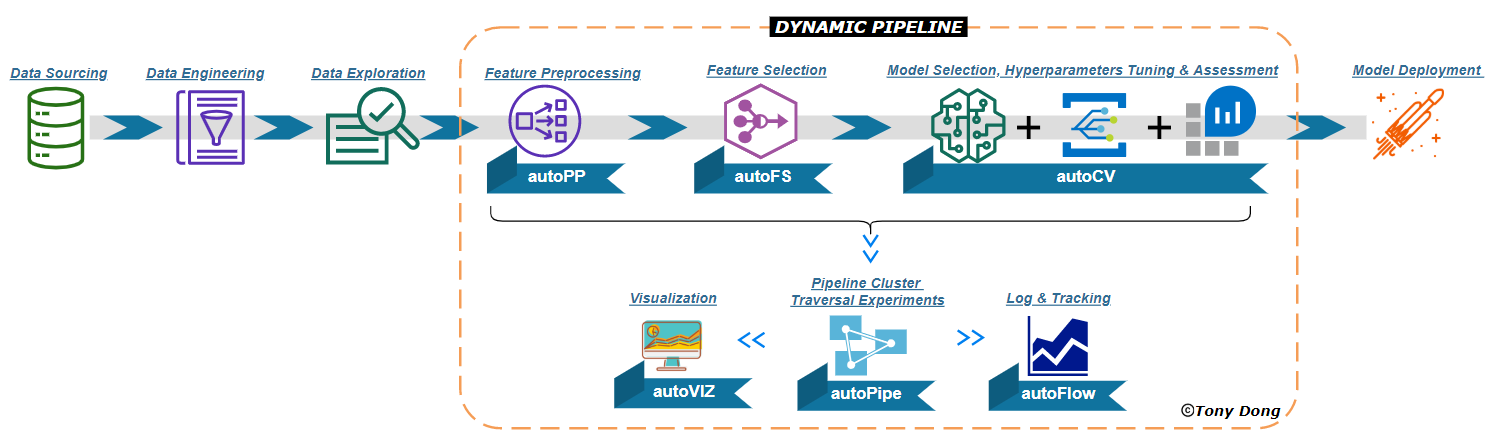 DYNAMIC PIPELINE
Data Sourcing
Data Engineering
Data Exploration
Feature Preprocessing
Feature Selection
Model Selection, Hyperparameters Tuning & Assessment
Model Deployment
autoPP
autoFS
autoCV
Visualization
Pipeline Cluster
Traversal Experiments
Log & Tracking
autoVIZ
autoPipe
autoFlow
©Tony Dong